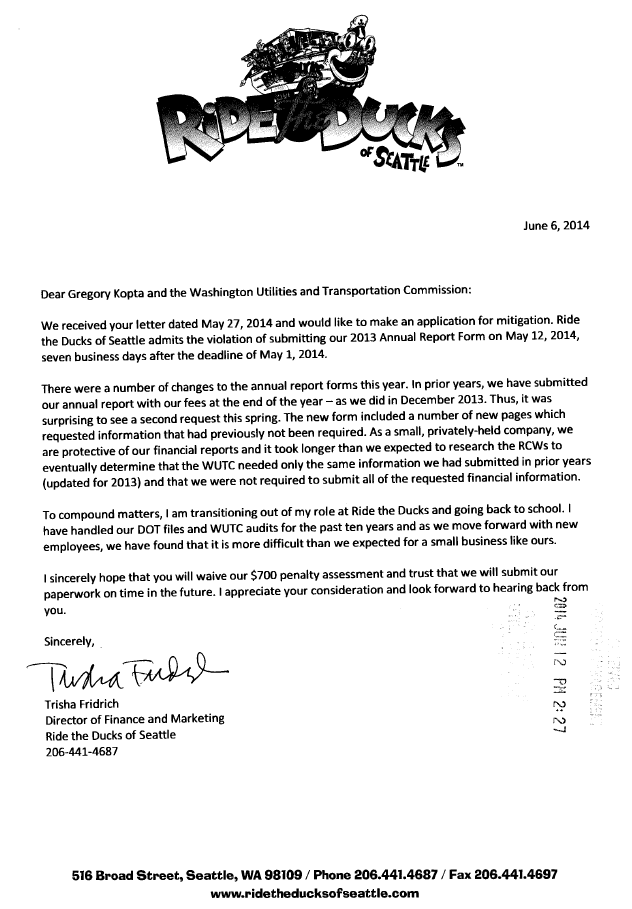 RIDE The DUCKS
OF SEATTLE TM
June 6, 2014
Dear Gregory Kopta and the Washington Utilities and Transportation Commission:
We received your letter dated May 27, 2014 and would like to make an application for mitigation. Ride
the Ducks of Seattle admits the violation of submitting our 2013 Annual Report Form on May 12, 2014,
seven business days after the deadline of May 1, 2014.
There were a number of changes to the annual report forms this year. In prior years, we have submitted
our annual report with our fees at the end of the year – as we did in December 2013. Thus, it was
surprising to see a second request this spring. The new form included a number of new pages which
requested information that had previously not been required. As a small, privately-held company, we
are protective of our financial reports and it took longer than we expected to research the RCWs to
eventually determine that the WUTC needed only the same information we had submitted in prior years
(updated for 2013) and that we were not required to submit all of the requested financial information.
To compound matters, I am transitioning out of my role at Ride the Ducks and going back to school. I
have handled our DOT files and WUTC audits for the past ten years and as we move forward with new
employees, we have found that it is more difficult than we expected for a small business like ours.
I sincerely hope that you will waive our $700 penalty assessment and trust that we will submit our
paperwork on time in the future. I appreciate your consideration and look forward to hearing back from
you.
Sincerely,
Trisha Fridrich
Director of Finance and Marketing
Ride the Ducks of Seattle
206-441-4687
2014 JUN 12 PM 2:27
516 Broad Street, Seattle, WA 98109 / Phone 206.441.4687 / Fax 206.441.4697
www.ridetheducksofseattle.com